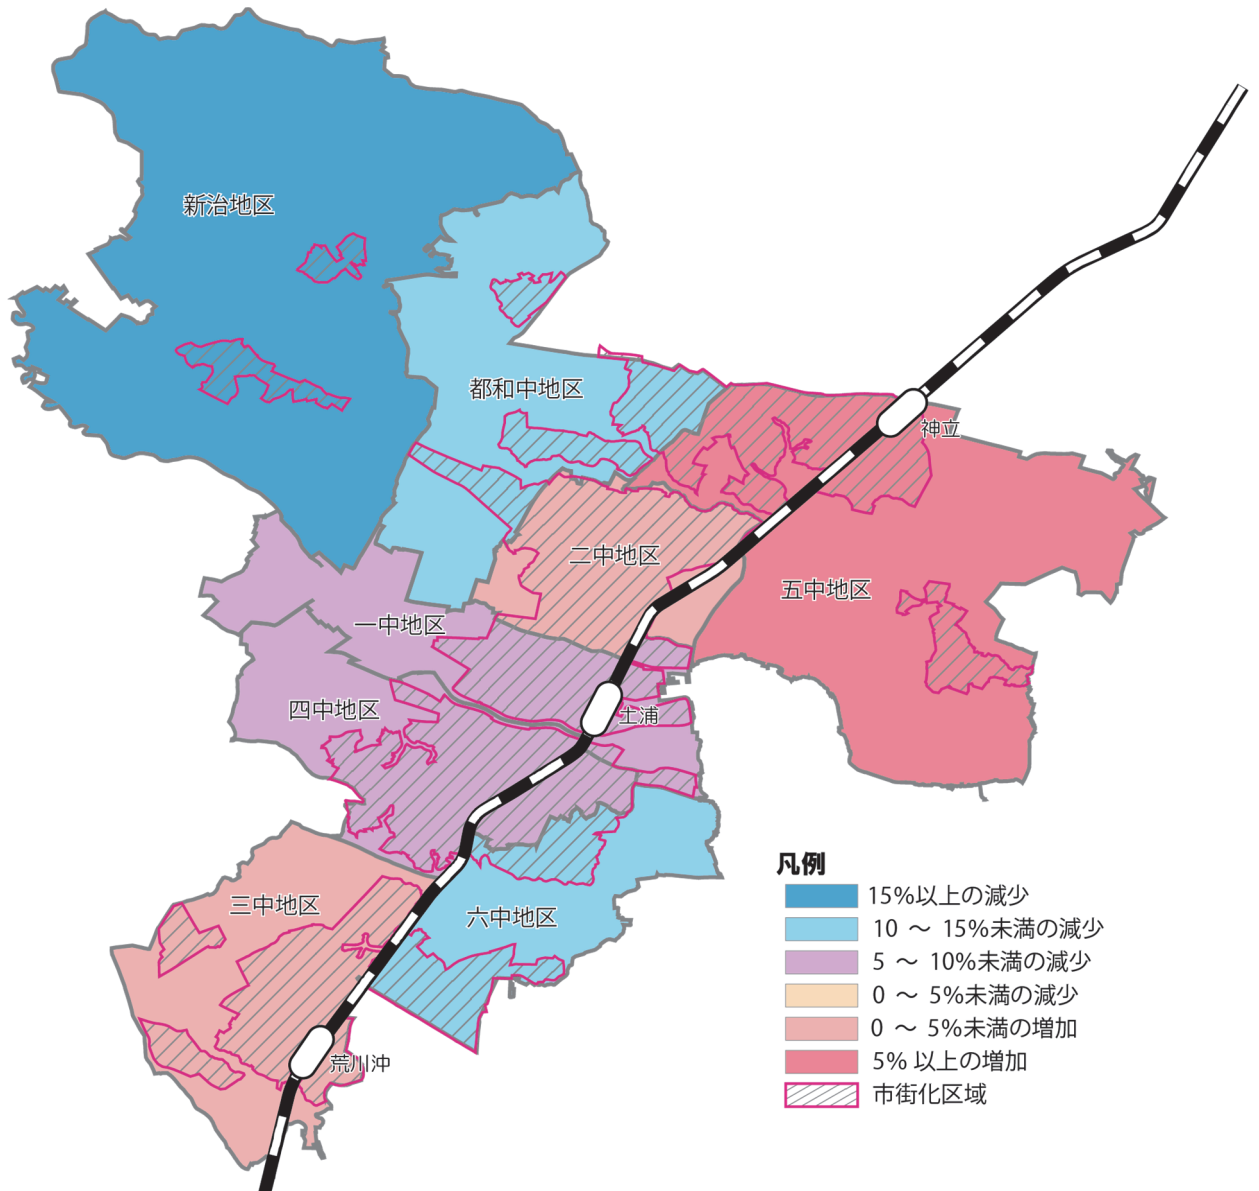 新治地区
都和中地区
神立
二中地区
五中地区
一中地区
四中地区
土浦
三中地区
六中地区
荒川沖
凡例
15%以上の減少
10 ～ 15%未満の減少
5 ～ 10%未満の減少
0 ～ 5%未満の減少
0 ～ 5%未満の増加
5% 以上の増加
市街化区域